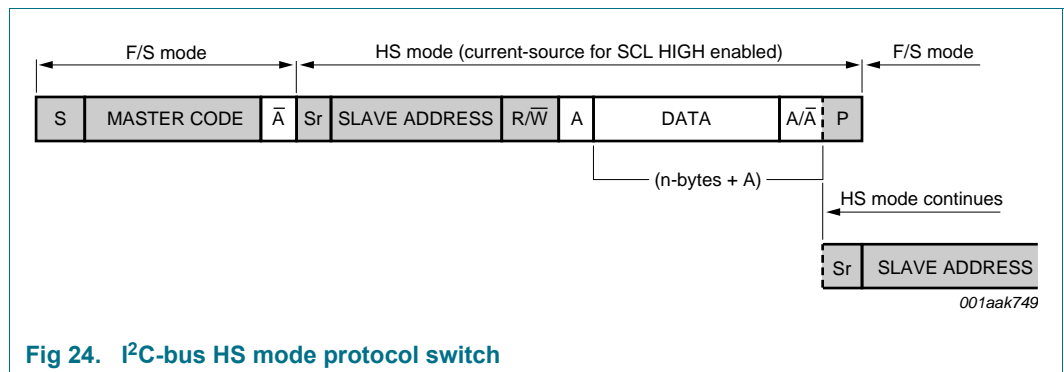 F/S mode HS mode (current-source for SCL HIGH enabled) F/S mode
S MASTER CODE A̅ Sr SLAVE ADDRESS R/W̅ A DATA A/A̅ P
(n-bytes + A)
HS mode continues
Sr SLAVE ADDRESS
001aak749
Fig 24. I²C-bus HS mode protocol switch